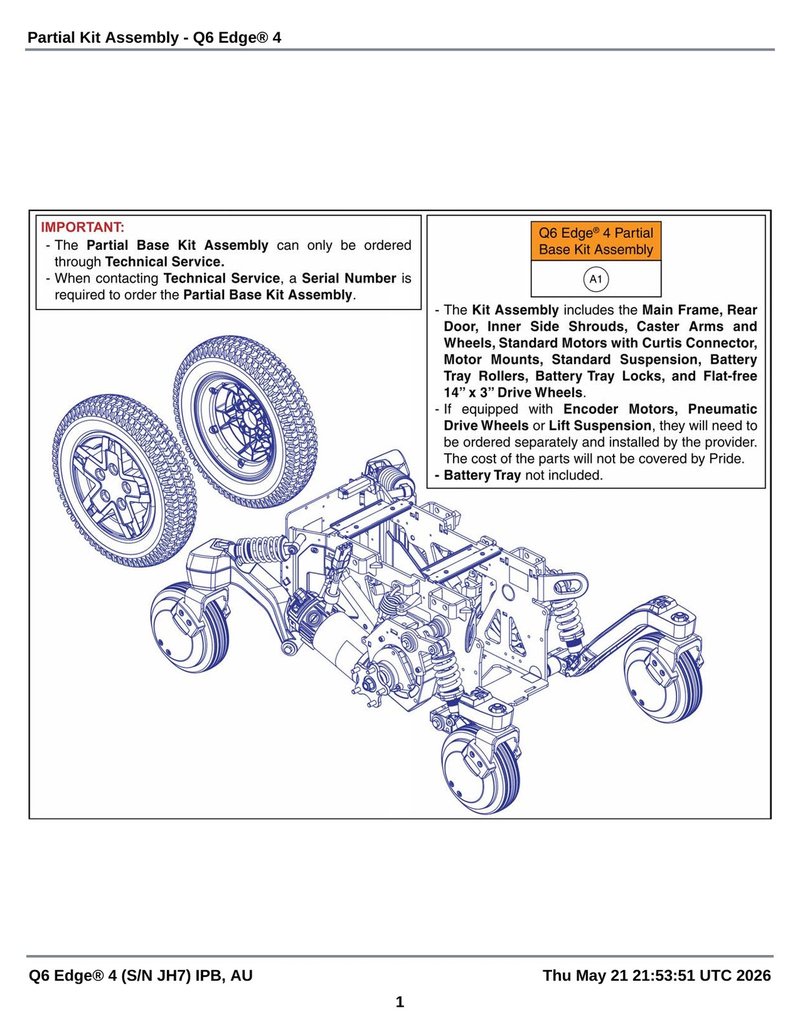 Partial Kit Assembly - Q6 Edge® 4
IMPORTANT:
- The Partial Base Kit Assembly can only be ordered
through Technical Service.
- When contacting Technical Service, a Serial Number is
required to order the Partial Base Kit Assembly.
Q6 Edge® 4 Partial
Base Kit Assembly
A1
- The Kit Assembly includes the Main Frame, Rear
Door, Inner Side Shrouds, Caster Arms and
Wheels, Standard Motors with Curtis Connector,
Motor Mounts, Standard Suspension, Battery
Tray Rollers, Battery Tray Locks, and Flat-free
14” x 3” Drive Wheels.
- If equipped with Encoder Motors, Pneumatic
Drive Wheels or Lift Suspension, they will need to
be ordered separately and installed by the provider.
The cost of the parts will not be covered by Pride.
- Battery Tray not included.
Q6 Edge® 4 (S/N JH7) IPB, AU
Thu May 21 21:53:51 UTC 2026
1